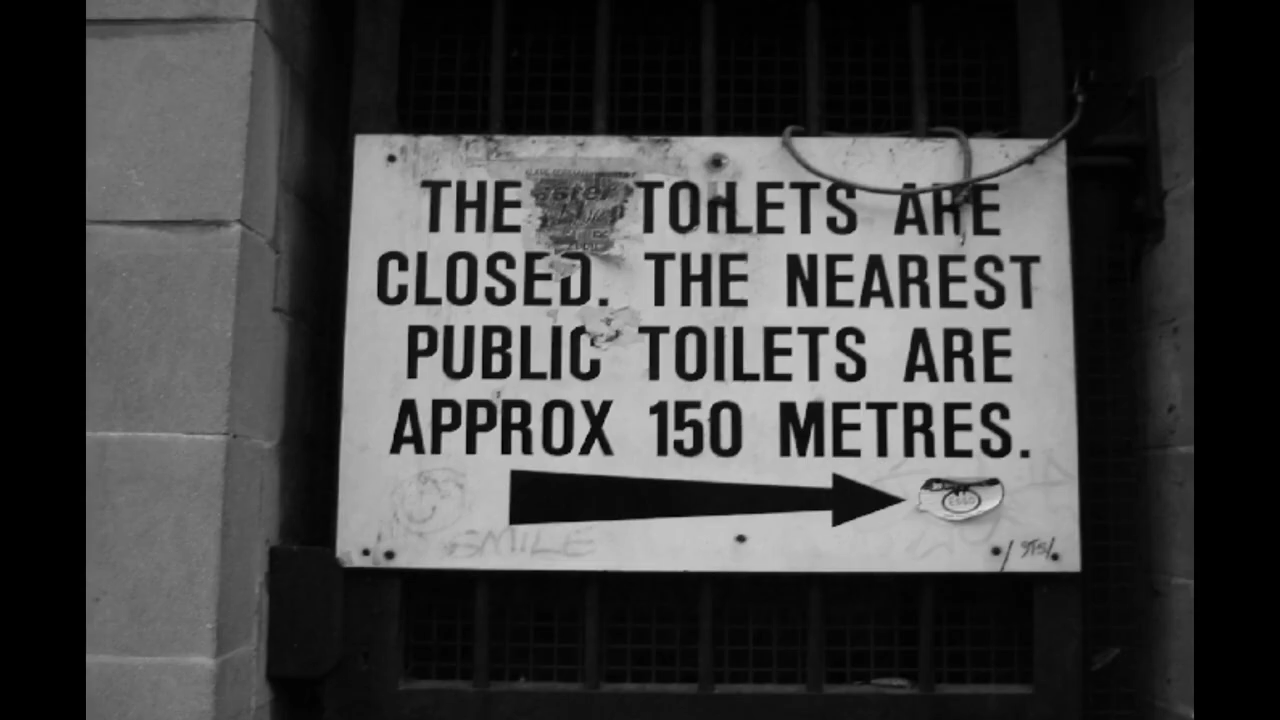 THE TOILETS ARE
CLOSED. THE NEAREST
PUBLIC TOILETS ARE
APPROX 150 METRES.
SMILE